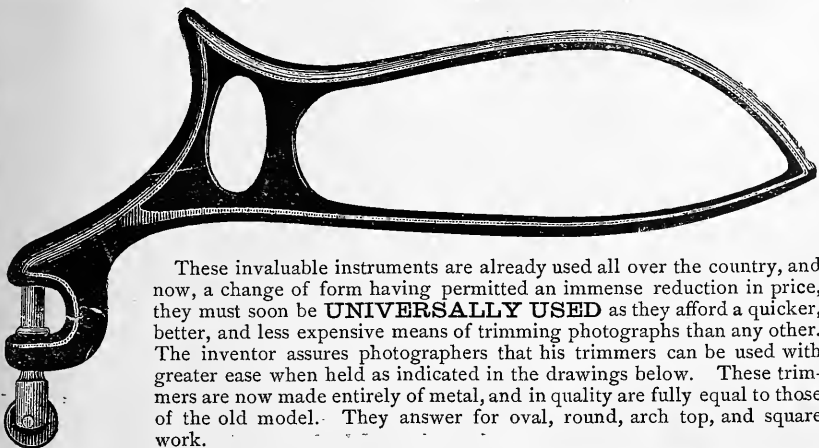 These invaluable instruments are already used all over the country, and
now, a change of form having permitted an immense reduction in price,
they must soon be UNIVERSALLY USED as they afford a quicker,
better, and less expensive means of trimming photographs than any other.
The inventor assures photographers that his trimmers can be used with
greater ease when held as indicated in the drawings below. These trim-
mers are now made entirely of metal, and in quality are fully equal to those
of the old model. They answer for oval, round, arch top, and square
work.